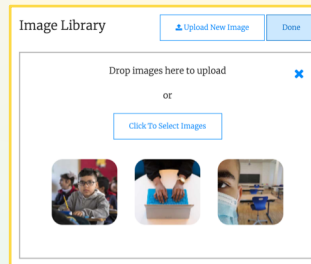 Image Library
Upload New Image
Done
Drop images here to upload
or
Click To Select Images